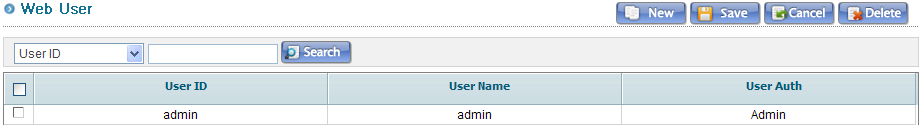 Web User
New Save Cancel Delete
User ID Search
User ID User Name User Auth
admin admin Admin